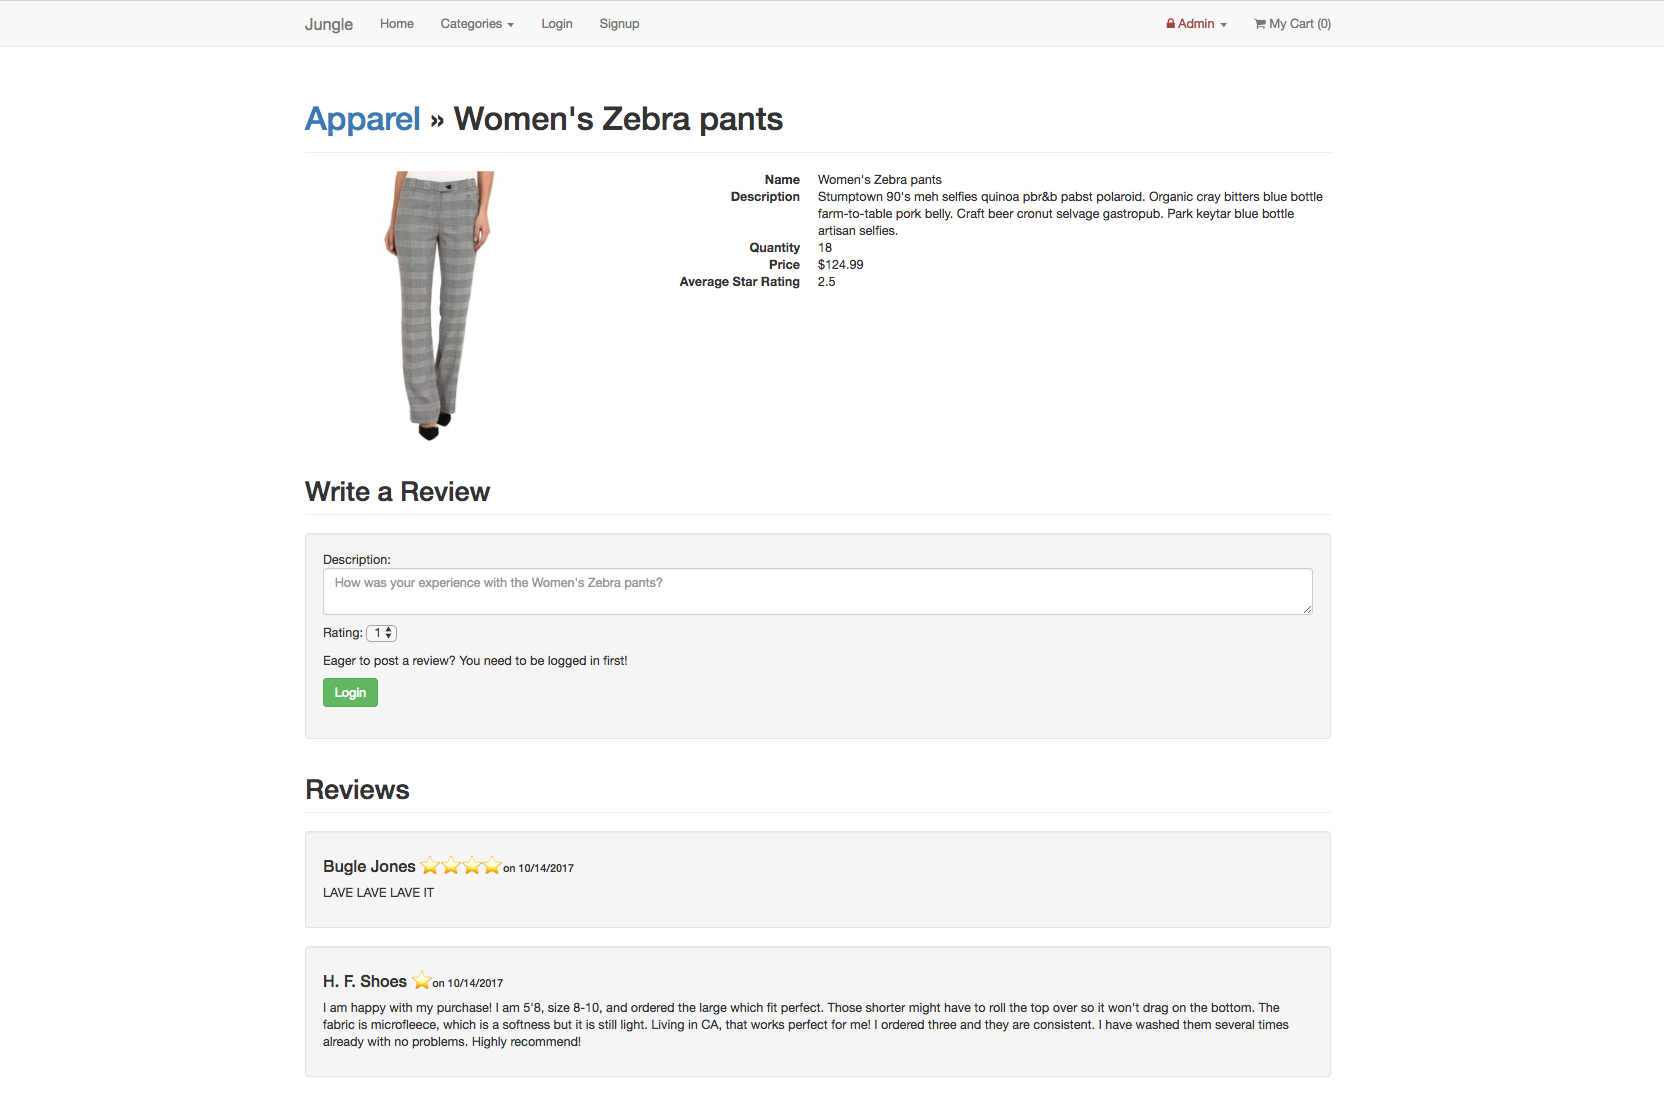 Jungle Home Categories Login Signup Admin My Cart (0)
Apparel » Women's Zebra pants
Name Women's Zebra pants
Description Stumptown 90's meh selfies quinoa pbr&b pabst polaroid. Organic cray bitters blue bottle
farm-to-table pork belly. Craft beer cronut selvage gastropub. Park keytar blue bottle
artisan selfies.
Quantity 18
Price $124.99
Average Star Rating 2.5
Write a Review
Description:
How was your experience with the Women's Zebra pants?
Rating: 1
Eager to post a review? You need to be logged in first!
Login
Reviews
Bugle Jones on 10/14/2017
LAVE LAVE LAVE IT
H. F. Shoes on 10/14/2017
I am happy with my purchase! I am 5'8, size 8-10, and ordered the large which fit perfect. Those shorter might have to roll the top over so it won't drag on the bottom. The
fabric is microfleece, which is a softness but it is still light. Living in CA, that works perfect for me! I ordered three and they are consistent. I have washed them several times
already with no problems. Highly recommend!